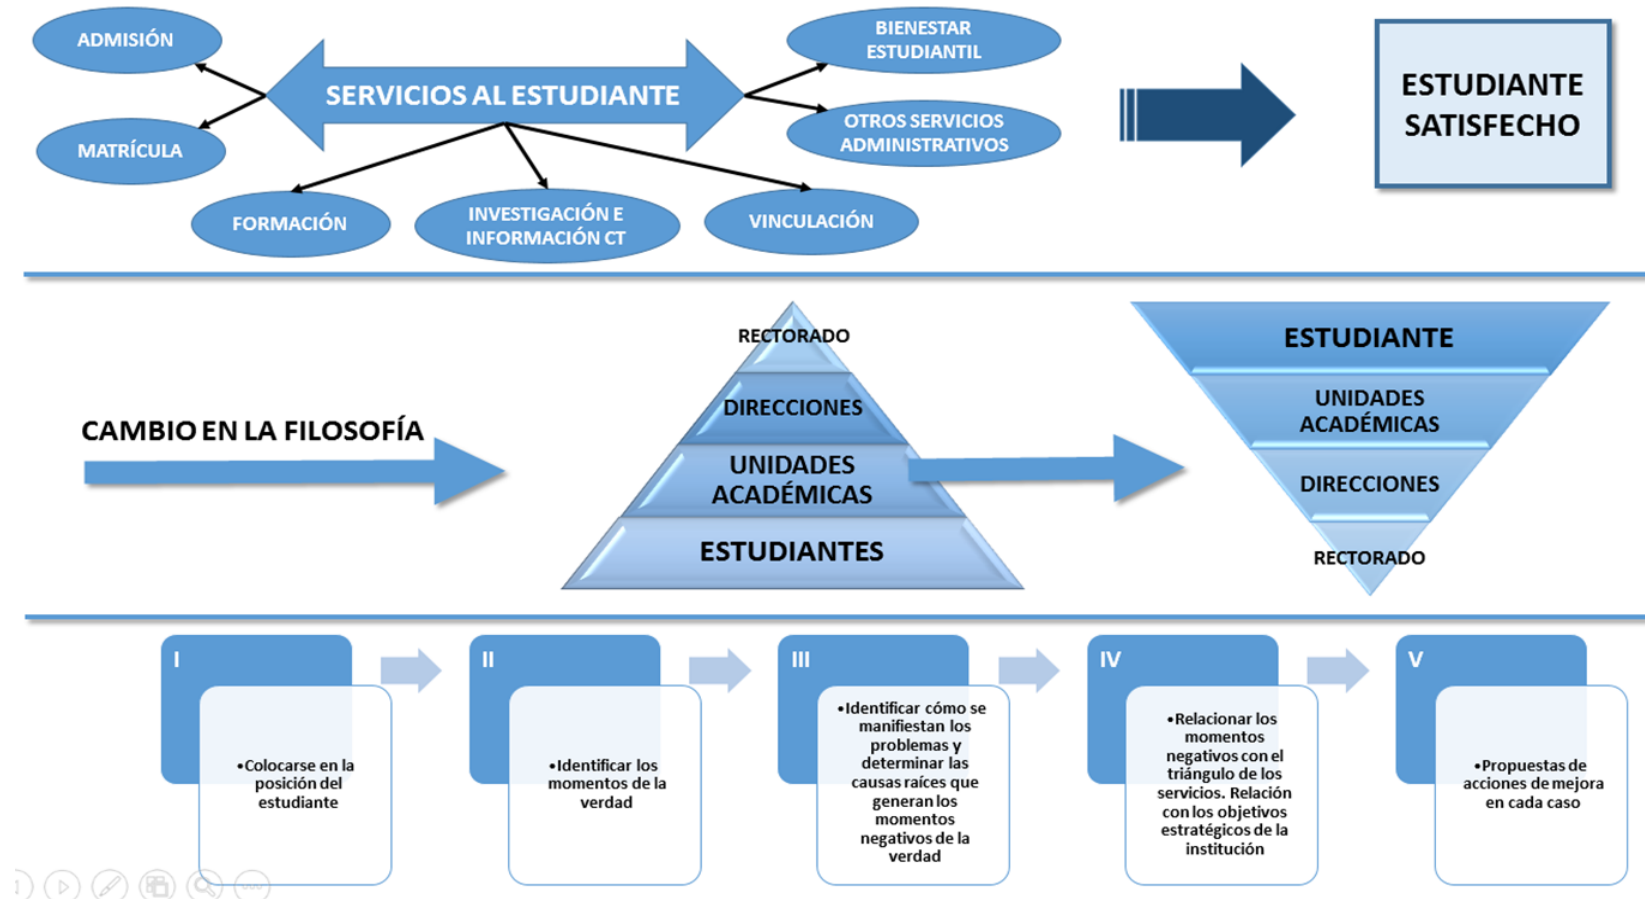 ADMISIÓN
MATRÍCULA
SERVICIOS AL ESTUDIANTE
BIENESTAR
ESTUDIANTIL
OTROS SERVICIOS
ADMINISTRATIVOS
FORMACIÓN
INVESTIGACIÓN E
INFORMACIÓN CT
VINCULACIÓN
ESTUDIANTE
SATISFECHO
CAMBIO EN LA FILOSOFÍA
RECTORADO
DIRECCIONES
UNIDADES
ACADÉMICAS
ESTUDIANTES
ESTUDIANTE
UNIDADES
ACADÉMICAS
DIRECCIONES
RECTORADO
I
•Colocarse en la
posición del
estudiante
II
•Identificar los
momentos de la
verdad
III
•Identificar cómo se
manifiestan los
problemas y
determinar las
causas raíces que
generan los
momentos
negativos de la
verdad
IV
•Relacionar los
momentos
negativos con el
triángulo de los
servicios. Relación
con los objetivos
estratégicos de la
institución
V
•Propuestas de
acciones de mejora
en cada caso